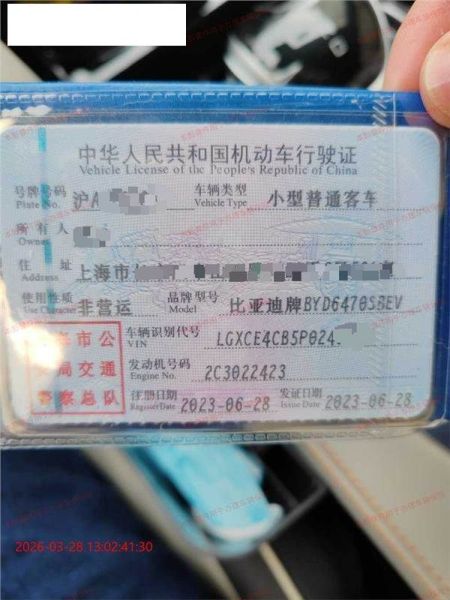 中华人民共和国机动车行驶证
Vehicle License of the People's Republic of China
号牌号码 沪A 车辆类型 小型普通客车
Plate No. Vehicle Type
所有人
Owner
住址 上海市
Address
使用性质 非营运 品牌型号 比亚迪牌BYD6470SBEV
Use Character
车辆识别代号 LGXCE4CB5P024
VIN
发动机号码 2C3022423
Engine No.
注册日期 2023-06-28 发证日期 2023-06-28
Register Date Issue Date
市公
局交通
警察总队
2026-03-28 13:02:41:30